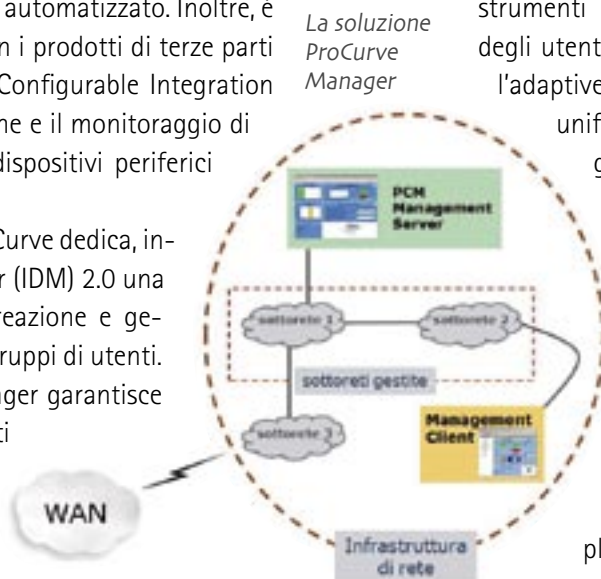 automatizzato. Inoltre, è
n i prodotti di terze parti
Configurable Integration
ne e il monitoraggio di
dispositivi periferici
Curve dedica, in-
r (IDM) 2.0 una
reazione e ge-
ruppi di utenti.
ager garantisce
ti
La soluzione
ProCurve
Manager
strumenti
degli utent
l'adaptive
unif
g
pl
PCM
Management
Server
sottorete 1
sottorete 2
sottoreti gestite
sottorete 3
Management
Client
WAN
Infrastruttura
di rete